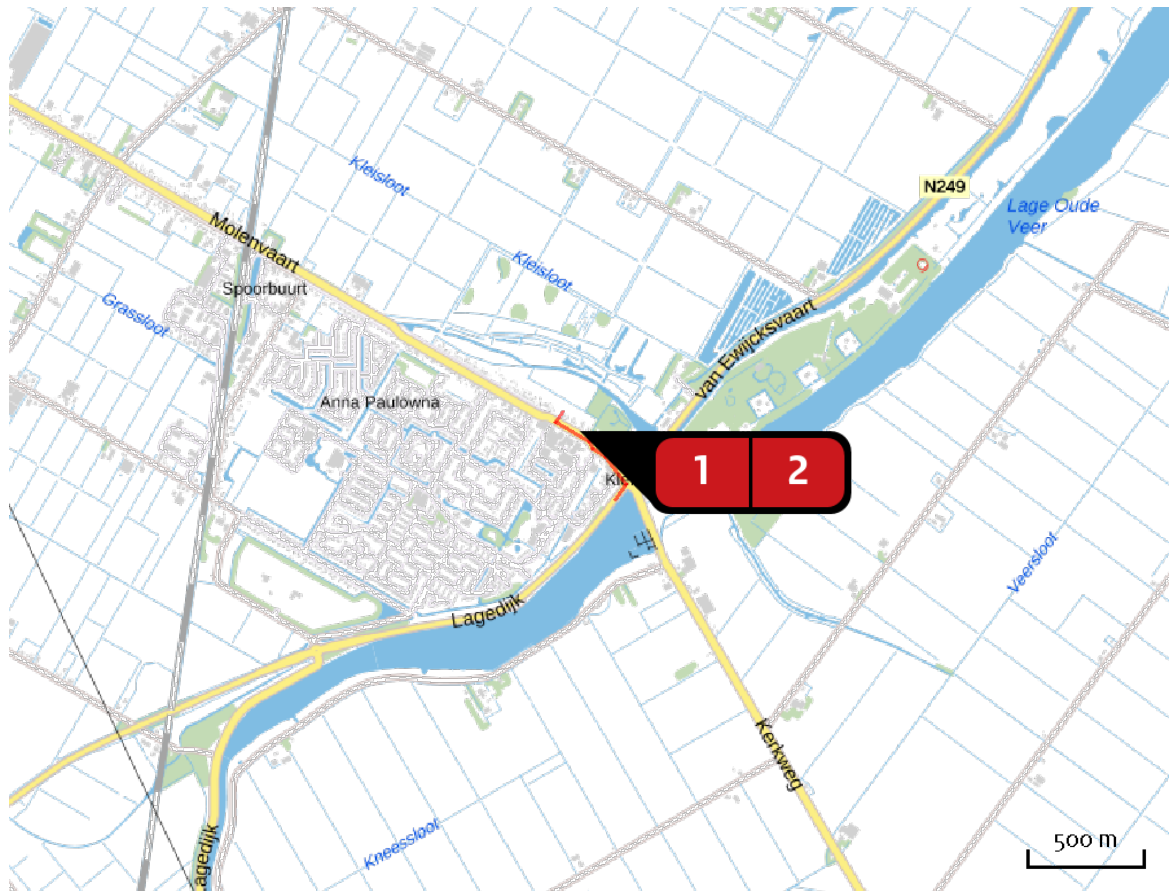 N249
Lage Oude
Veer
Kleisloot
Molenvaart
Kleisloot
Spoorbuurt
Grassloot
van Ewijcksvaart
Anna Paulowna
1
2
Veersloot
Lagedijk
Kerkweg
Kneessloot
500 m